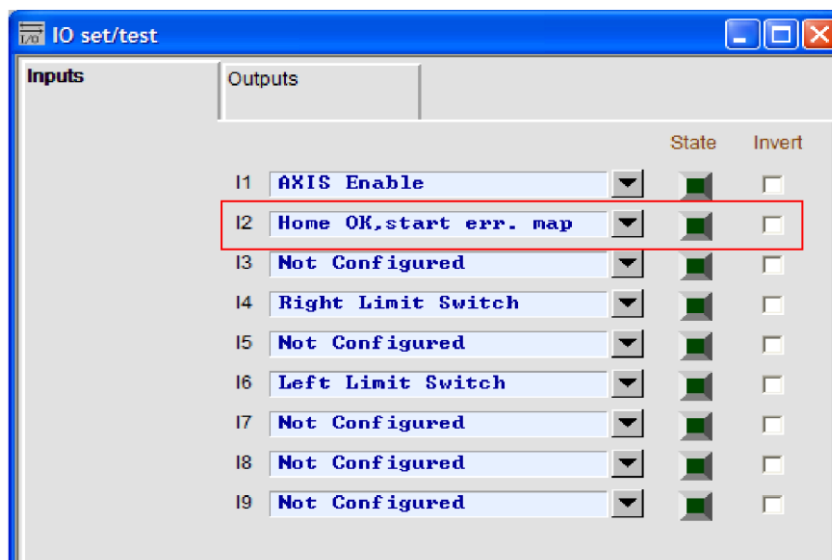 I/O IO set/test
Inputs Outputs
State Invert
I1 AXIS Enable
I2 Home OK,start err. map
I3 Not Configured
I4 Right Limit Switch
I5 Not Configured
I6 Left Limit Switch
I7 Not Configured
I8 Not Configured
I9 Not Configured